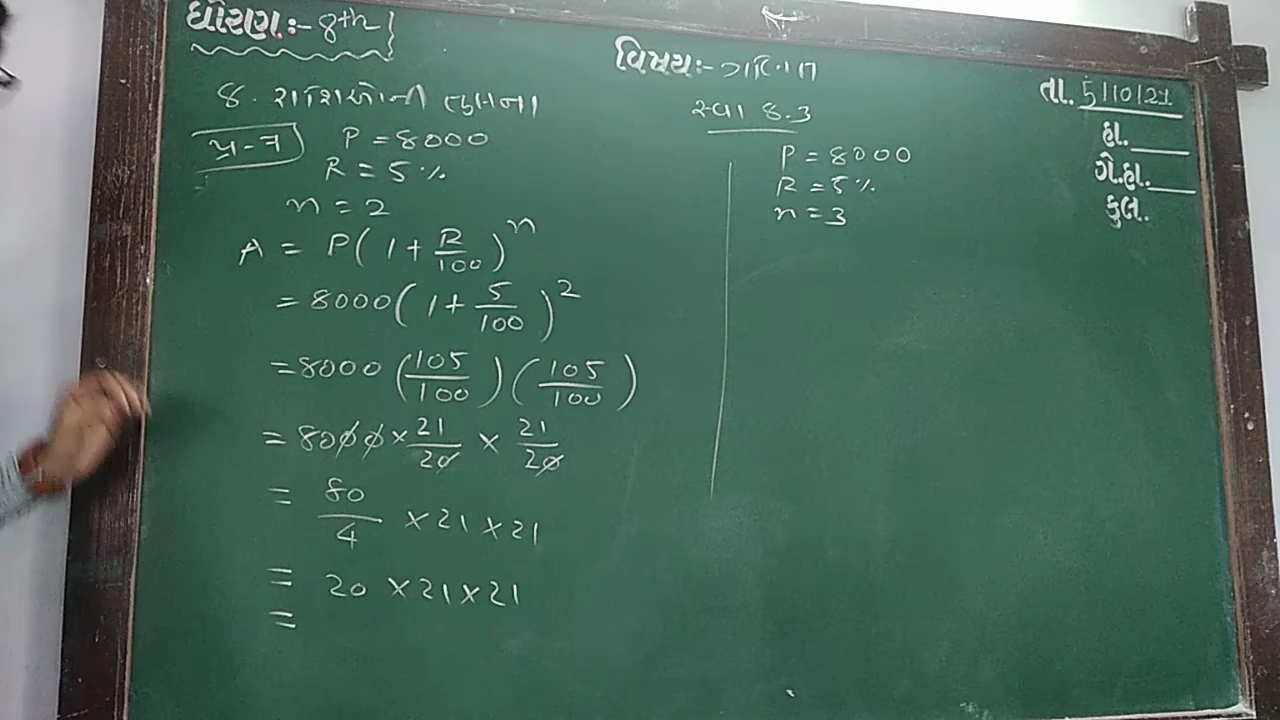 ધોરણ:- 8th
વિષય:- ગણિત
તા. 5/10/21
હા.
ગે.હા.
કુલ.
8. રાશિઓની તુલના
સ્વા 8.3
પ્ર-7
P = 8000
R = 5%
n = 2
A = P(1 + R/100)^n
= 8000(1 + 5/100)^2
= 8000 (105/100) (105/100)
= 8000 × 21/20 × 21/20
= 80/4 × 21 × 21
= 20 × 21 × 21
=
P = 8000
R = 5%
n = 3